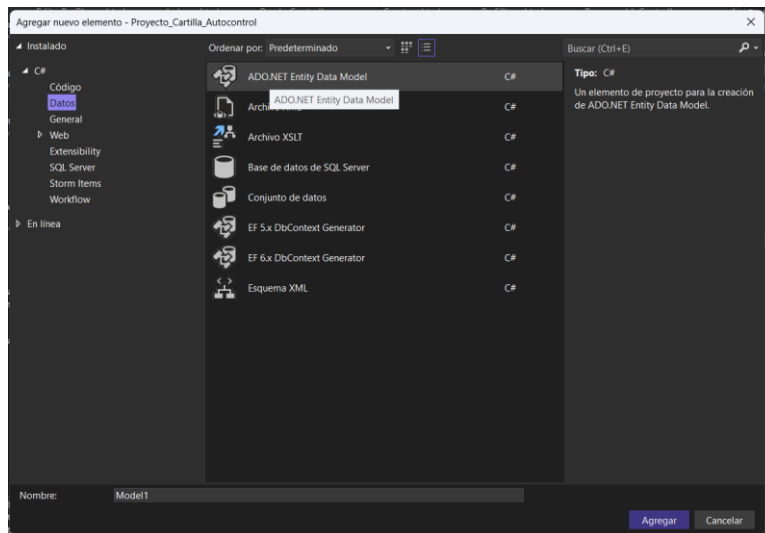 Agregar nuevo elemento - Proyecto_Cartilla_Autocontrol
Instalado
Ordenar por: Predeterminado
Buscar (Ctrl+E)
C#
Código
Datos
General
Web
Extensibility
SQL Server
Storm Items
Workflow
En línea
ADO.NET Entity Data Model C#
ADO.NET Entity Data Model
C#
Archivo XSLT C#
Base de datos de SQL Server C#
Conjunto de datos C#
EF 5.x DbContext Generator C#
EF 6.x DbContext Generator C#
Esquema XML C#
Tipo: C#
Un elemento de proyecto para la creación
de ADO.NET Entity Data Model.
Nombre: Model1
Agregar Cancelar